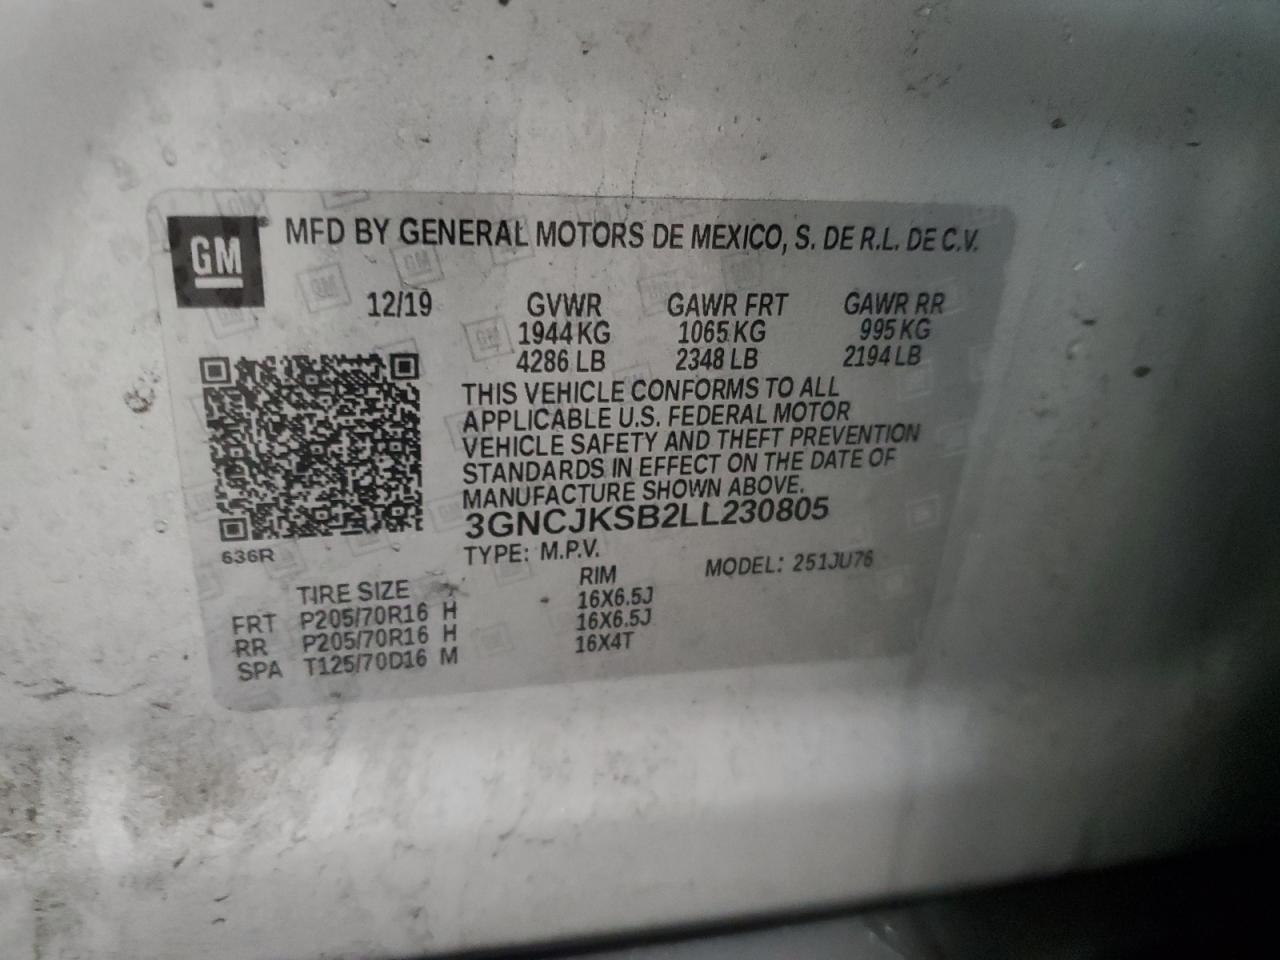 GM
MFD BY GENERAL MOTORS DE MEXICO, S. DE R.L. DE C.V.
12/19 GVWR GAWR FRT GAWR RR
1944 KG 1065 KG 995 KG
4286 LB 2348 LB 2194 LB
THIS VEHICLE CONFORMS TO ALL
APPLICABLE U.S. FEDERAL MOTOR
VEHICLE SAFETY AND THEFT PREVENTION
STANDARDS IN EFFECT ON THE DATE OF
MANUFACTURE SHOWN ABOVE.
3GNCJKSB2LL230805
636R
TYPE: M.P.V. MODEL: 251JU76
TIRE SIZE RIM
FRT P205/70R16 H 16X6.5J
RR P205/70R16 H 16X6.5J
SPA T125/70D16 M 16X4T